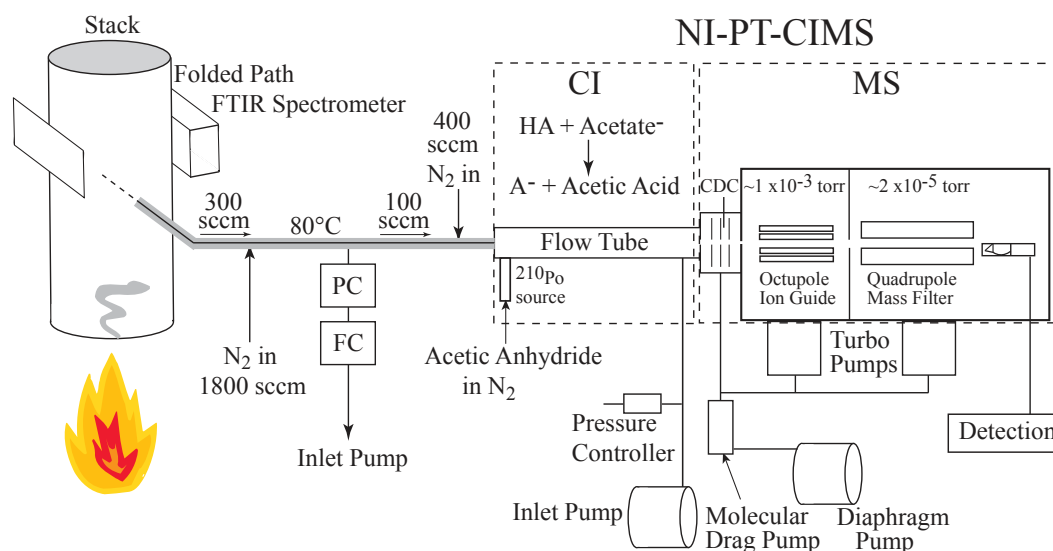 NI-PT-CIMS
Stack
Folded Path
FTIR Spectrometer
CI
MS
400
sccm
N₂ in
HA + Acetate⁻
A⁻ + Acetic Acid
300
sccm
80°C
100
sccm
CDC
~1 x10⁻³ torr
~2 x10⁻⁵ torr
Flow Tube
PC
FC
²¹⁰Po
source
Octupole
Ion Guide
Quadrupole
Mass Filter
N₂ in
1800 sccm
Acetic Anhydride
in N₂
Turbo
Pumps
Inlet Pump
Pressure
Controller
Detection
Inlet Pump
Molecular
Drag Pump
Diaphragm
Pump